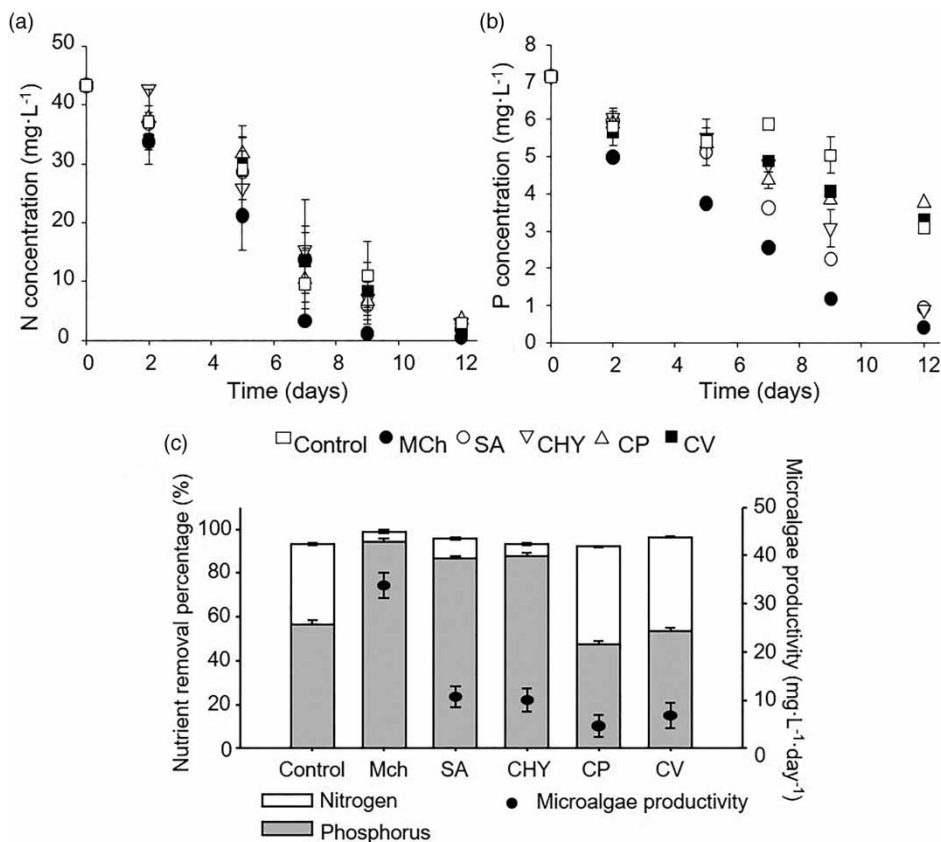 (a)
N concentration (mg·L-1)
50
40
30
20
10
0
0 2 4 6 8 10 12
Time (days)
(b)
P concentration (mg·L-1)
8
7
6
5
4
3
2
1
0
0 2 4 6 8 10 12
Time (days)
Control MCh SA CHY CP CV
(c)
Nutrient removal percentage (%)
100
80
60
40
20
0
Microalgae productivity (mg·L-1·day-1)
50
40
30
20
10
0
Control Mch SA CHY CP CV
Nitrogen
Phosphorus
Microalgae productivity